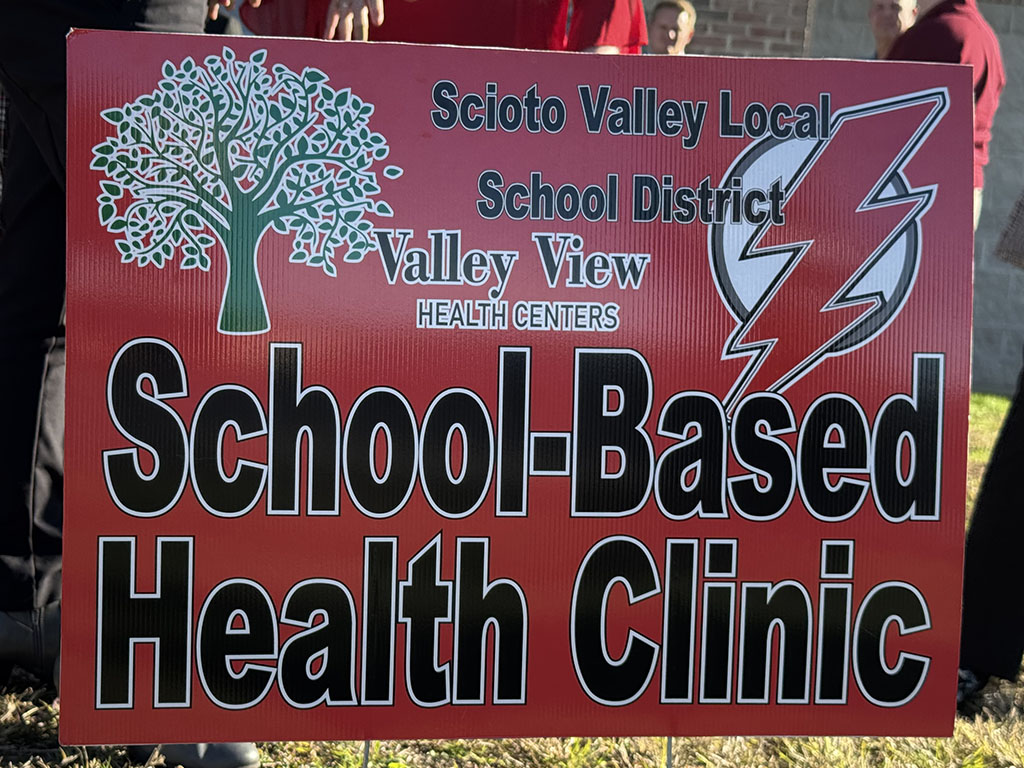 Scioto Valley Local
School District
Valley View
HEALTH CENTERS
School-Based
Health Clinic